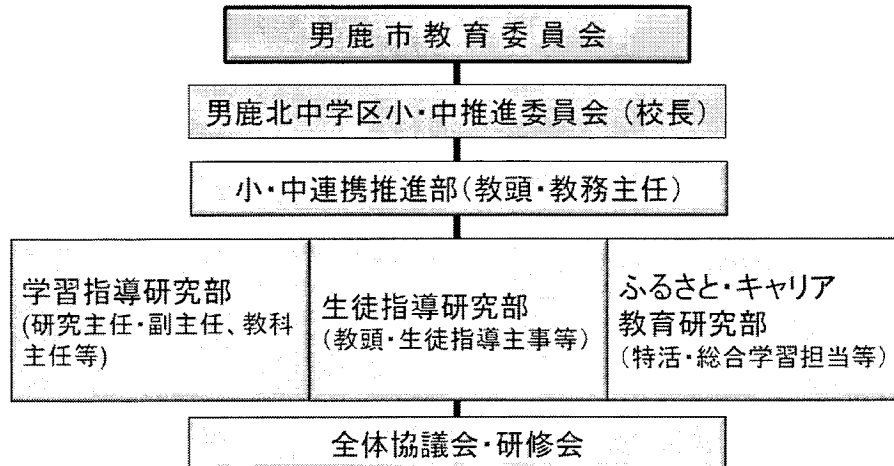 男鹿市教育委員会
男鹿北中学区小・中推進委員会（校長）
小・中連携推進部（教頭・教務主任）
学習指導研究部
(研究主任・副主任、教科
主任等)
生徒指導研究部
（教頭・生徒指導主事等）
ふるさと・キャリア
教育研究部
（特活・総合学習担当等）
全体協議会・研修会